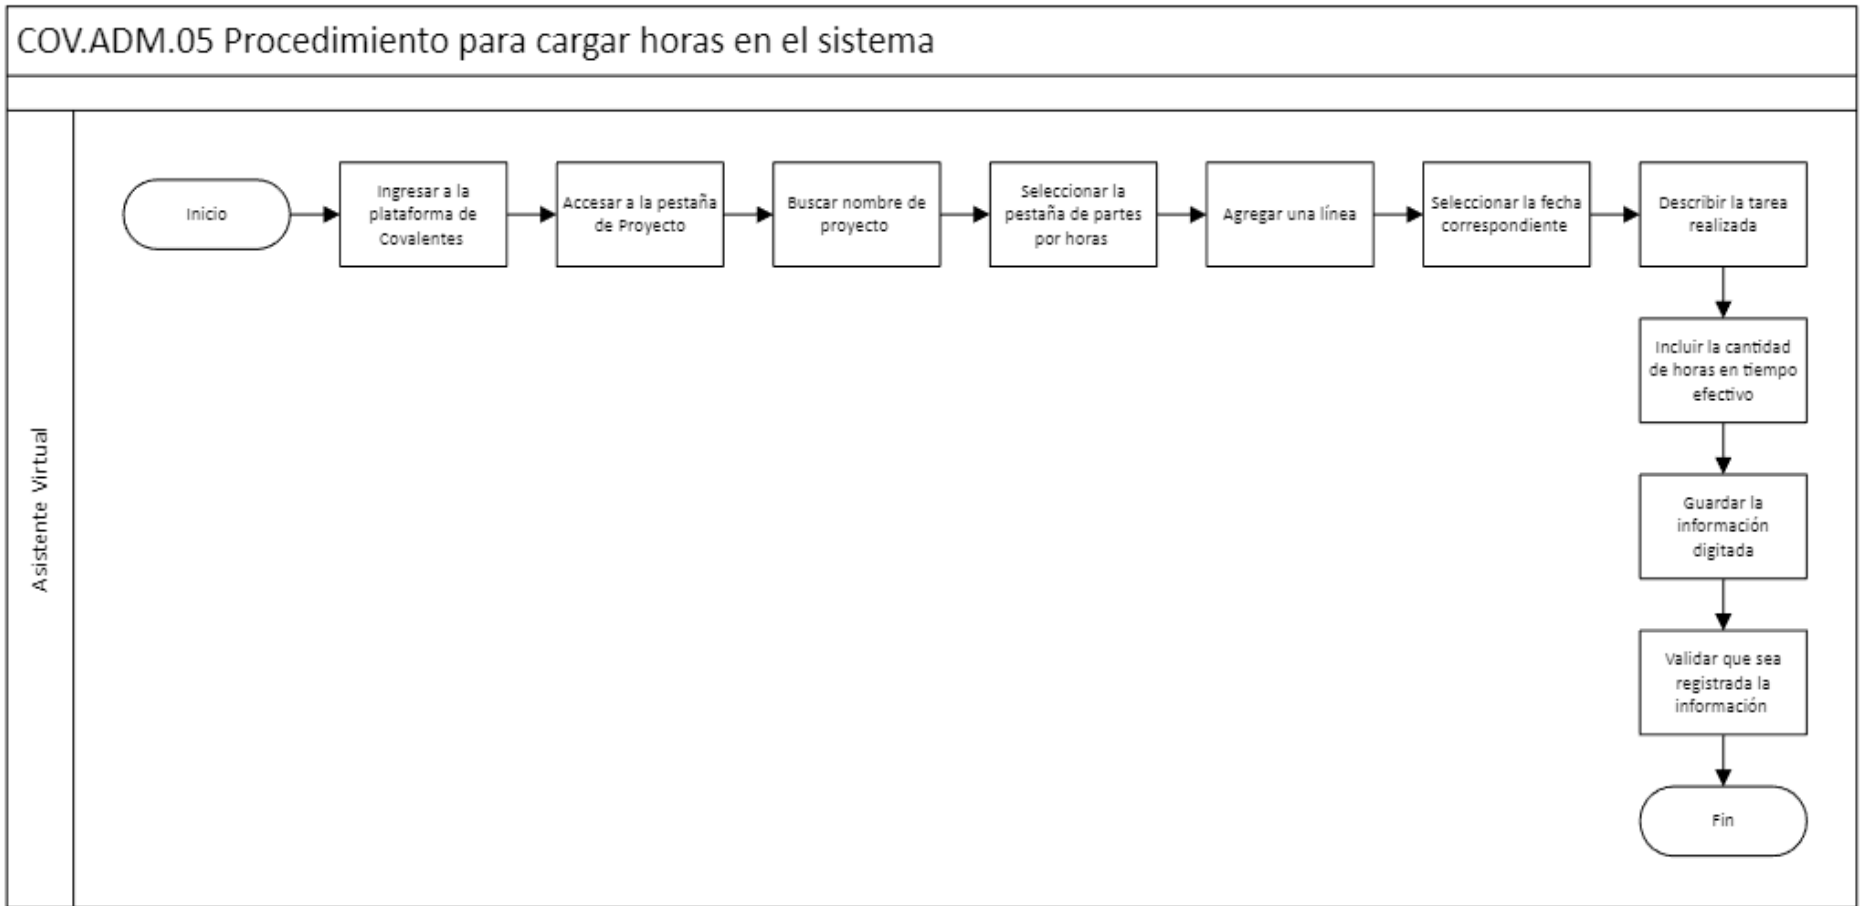 COV.ADM.05 Procedimiento para cargar horas en el sistema
Asistente Virtual
Inicio
Ingresar a la
plataforma de
Covalentes
Accesar a la pestaña
de Proyecto
Buscar nombre de
proyecto
Seleccionar la
pestaña de partes
por horas
Agregar una línea
Seleccionar la fecha
correspondiente
Describir la tarea
realizada
Incluir la cantidad
de horas en tiempo
efectivo
Guardar la
información
digitada
Validar que sea
registrada la
información
Fin